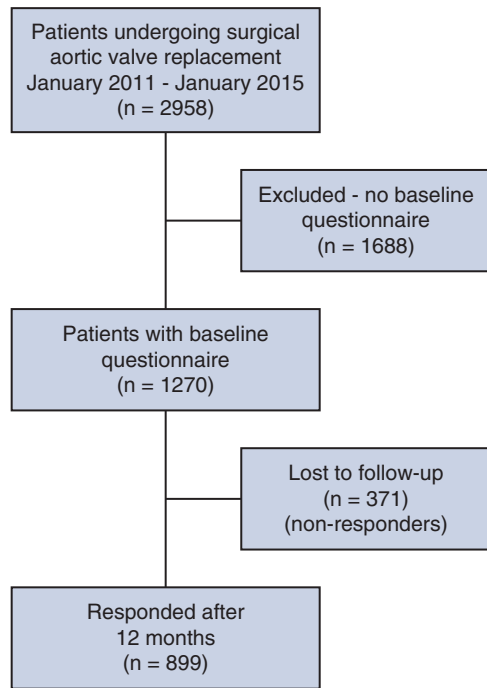 Patients undergoing surgical
aortic valve replacement
January 2011 - January 2015
(n = 2958)
Excluded - no baseline
questionnaire
(n = 1688)
Patients with baseline
questionnaire
(n = 1270)
Lost to follow-up
(n = 371)
(non-responders)
Responded after
12 months
(n = 899)